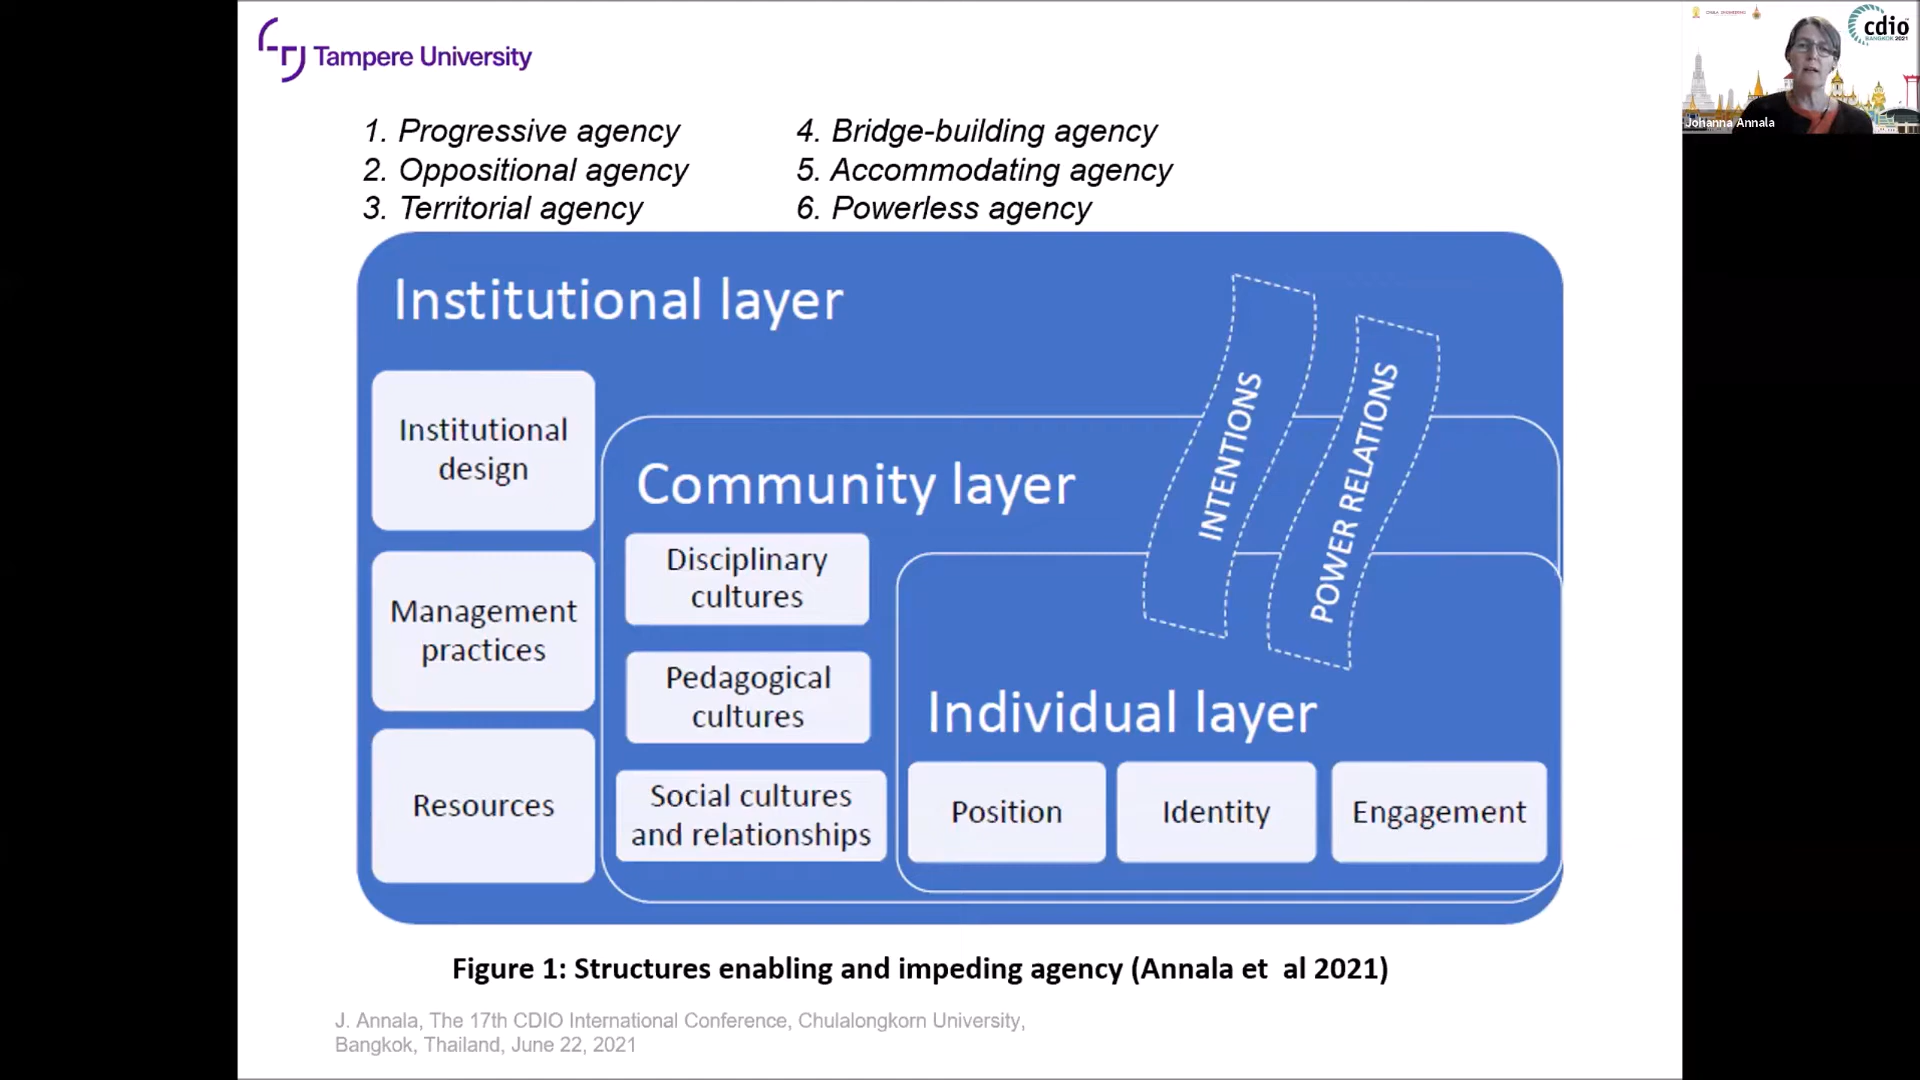 Tampere University
1. Progressive agency
2. Oppositional agency
3. Territorial agency
4. Bridge-building agency
5. Accommodating agency
6. Powerless agency
Institutional layer
Institutional
design
Management
practices
Resources
Community layer
Disciplinary
cultures
Pedagogical
cultures
Social cultures
and relationships
INTENTIONS
POWER RELATIONS
Individual layer
Position
Identity
Engagement
Figure 1: Structures enabling and impeding agency (Annala et  al 2021)
J. Annala, The 17th CDIO International Conference, Chulalongkorn University,
Bangkok, Thailand, June 22, 2021
cdio
BANGKOK 2021
Johanna Annala